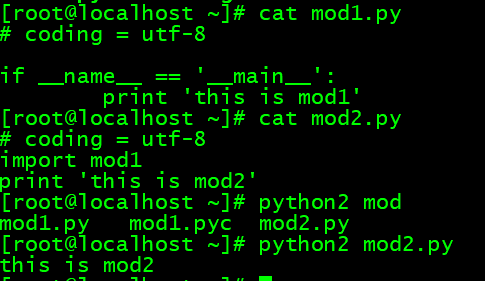 [root@localhost ~]# cat mod1.py
# coding = utf-8
if __name__ == '__main__':
        print 'this is mod1'
[root@localhost ~]# cat mod2.py
# coding = utf-8
import mod1
print 'this is mod2'
[root@localhost ~]# python2 mod
mod1.py   mod1.pyc  mod2.py
[root@localhost ~]# python2 mod2.py
this is mod2